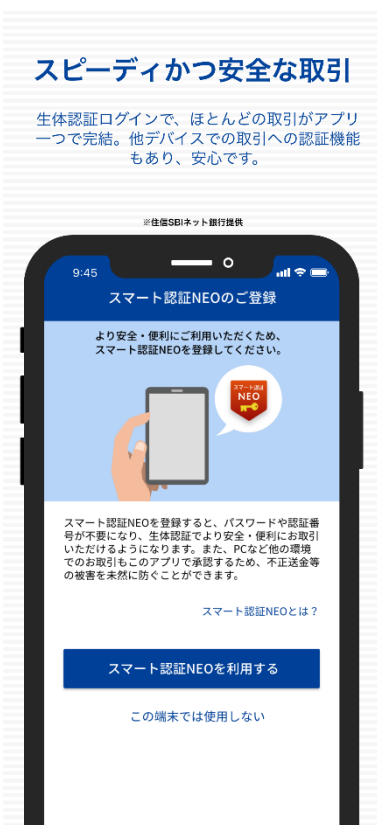 スピーディかつ安全な取引
生体認証ログインで、ほとんどの取引がアプリ
一つで完結。他デバイスでの取引への認証機能
もあり、安心です。
※住信SBIネット銀行提供
9:45
スマート認証NEOのご登録
より安全・便利にご利用いただくため、
スマート認証NEOを登録してください。
スマート認証
NEO
スマート認証NEOを登録すると、パスワードや認証番
号が不要になり、生体認証でより安全・便利にお取引
いただけるようになります。また、PCなど他の環境
でのお取引もこのアプリで承認するため、不正送金等
の被害を未然に防ぐことができます。
スマート認証NEOとは？
スマート認証NEOを利用する
この端末では使用しない